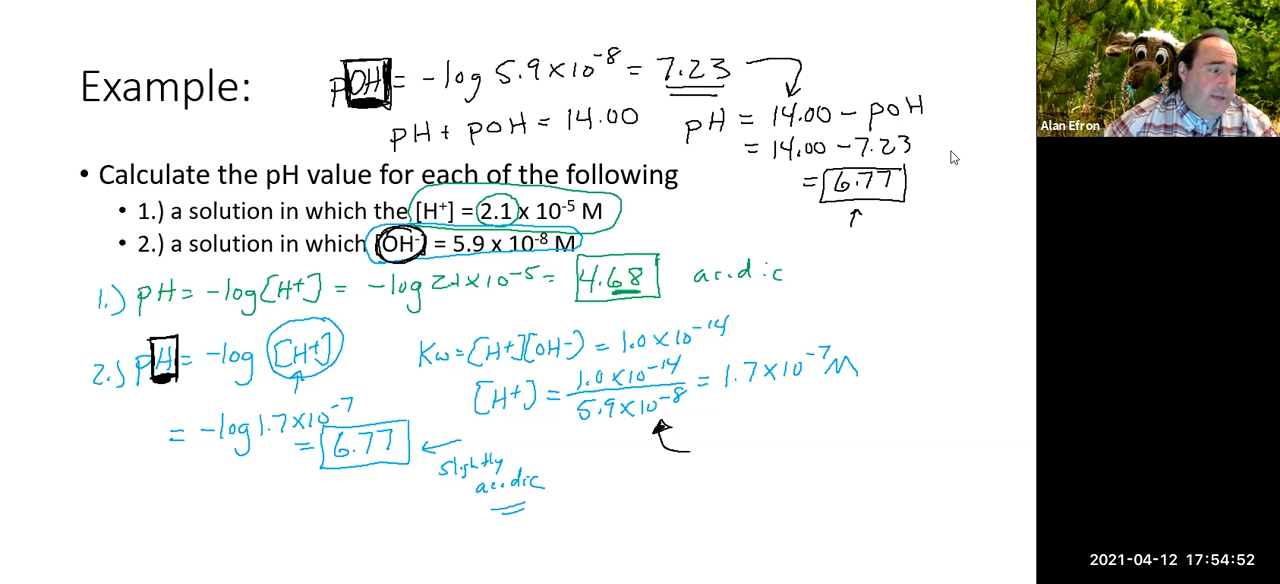 Example:
pOH = -log 5.9 x 10⁻⁸ = 7.23
pH + pOH = 14.00
pH = 14.00 - pOH
= 14.00 - 7.23
= 6.77
Alan Efron
• Calculate the pH value for each of the following
• 1.) a solution in which the [H⁺] = 2.1 x 10⁻⁵ M
• 2.) a solution in which [OH⁻] = 5.9 x 10⁻⁸ M
1.) pH = -log[H+] = -log 2.1 x 10⁻⁵ = 4.68 acidic
2.) pH = -log [H+]
Kw = [H+][OH-] = 1.0 x 10⁻¹⁴
[H+] = 1.0 x 10⁻¹⁴ / 5.9 x 10⁻⁸ = 1.7 x 10⁻⁷ M
= -log 1.7 x 10⁻⁷
= 6.77
slightly
acidic
2021-04-12 17:54:52